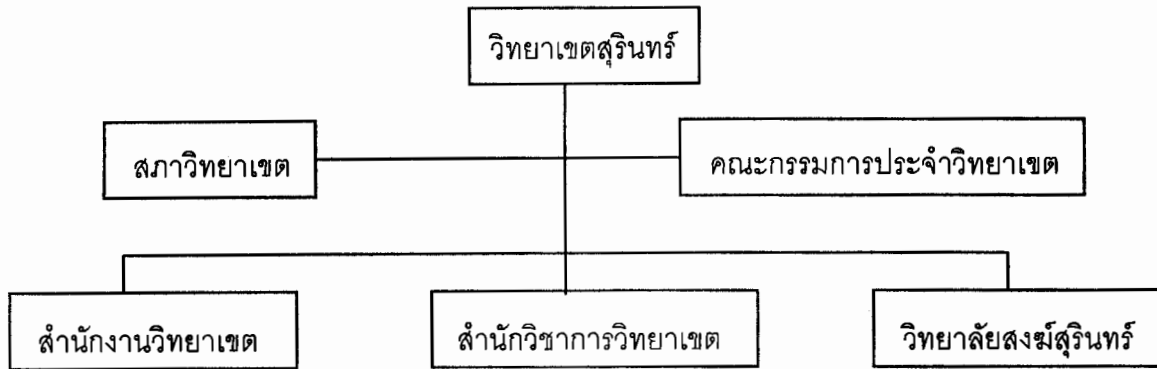 วิทยาเขตสุรินทร์
สภาวิทยาเขต
คณะกรรมการประจำวิทยาเขต
สำนักงานวิทยาเขต
สำนักวิชาการวิทยาเขต
วิทยาลัยสงฆ์สุรินทร์